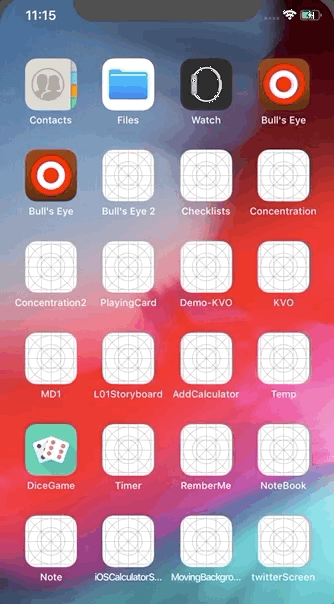 11:15
Contacts Files Watch Bull's Eye
Bull's Eye Bull's Eye 2 Checklists Concentration
Concentration2 PlayingCard Demo-KVO KVO
MD1 L01Storyboard AddCalculator Temp
DiceGame Timer RemberMe NoteBook
Note iOSCalculatorS... MovingBackgro... twitterScreen